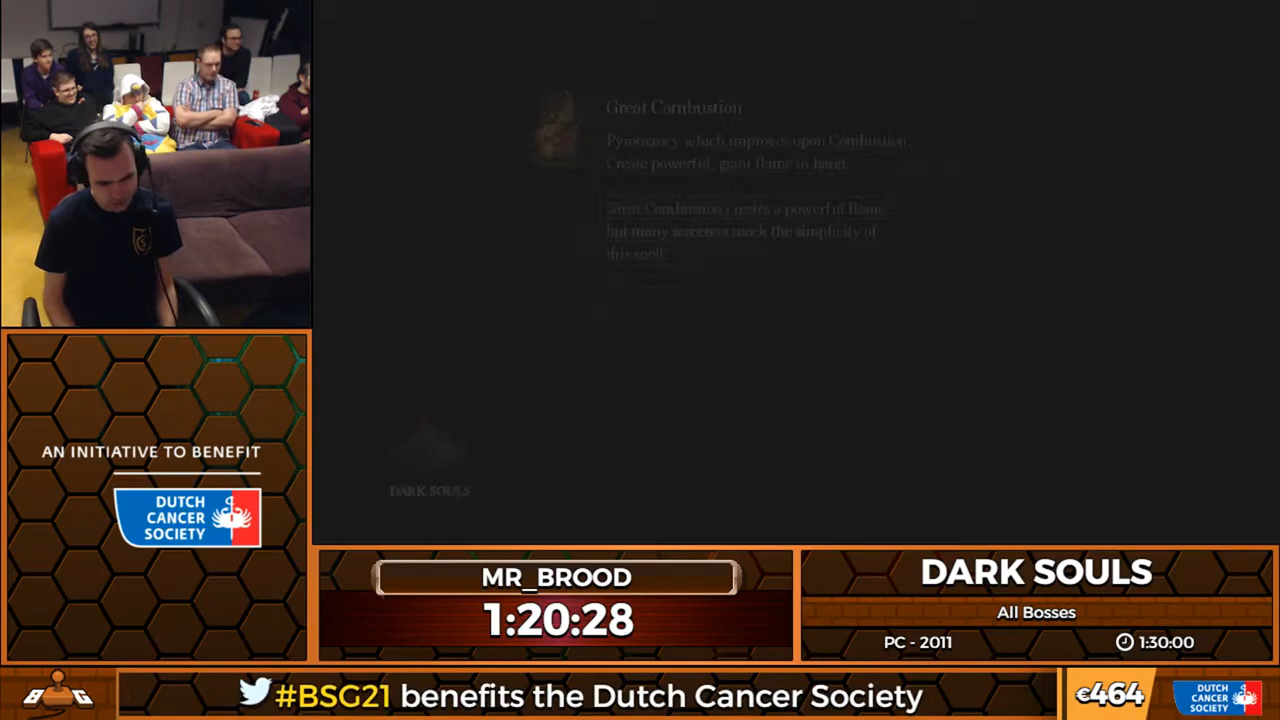 Great Combustion
Pyromancy which improves upon Combustion.
Create powerful, giant flame in hand.
Great Combustion creates a powerful flame
but many sorcerers mock the simplicity of
this spell.
DARK SOULS
AN INITIATIVE TO BENEFIT
DUTCH
CANCER
SOCIETY
MR_BROOD
1:20:28
DARK SOULS
All Bosses
PC - 2011
1:30:00
BSG
#BSG21 benefits the Dutch Cancer Society
€464
DUTCH
CANCER
SOCIETY